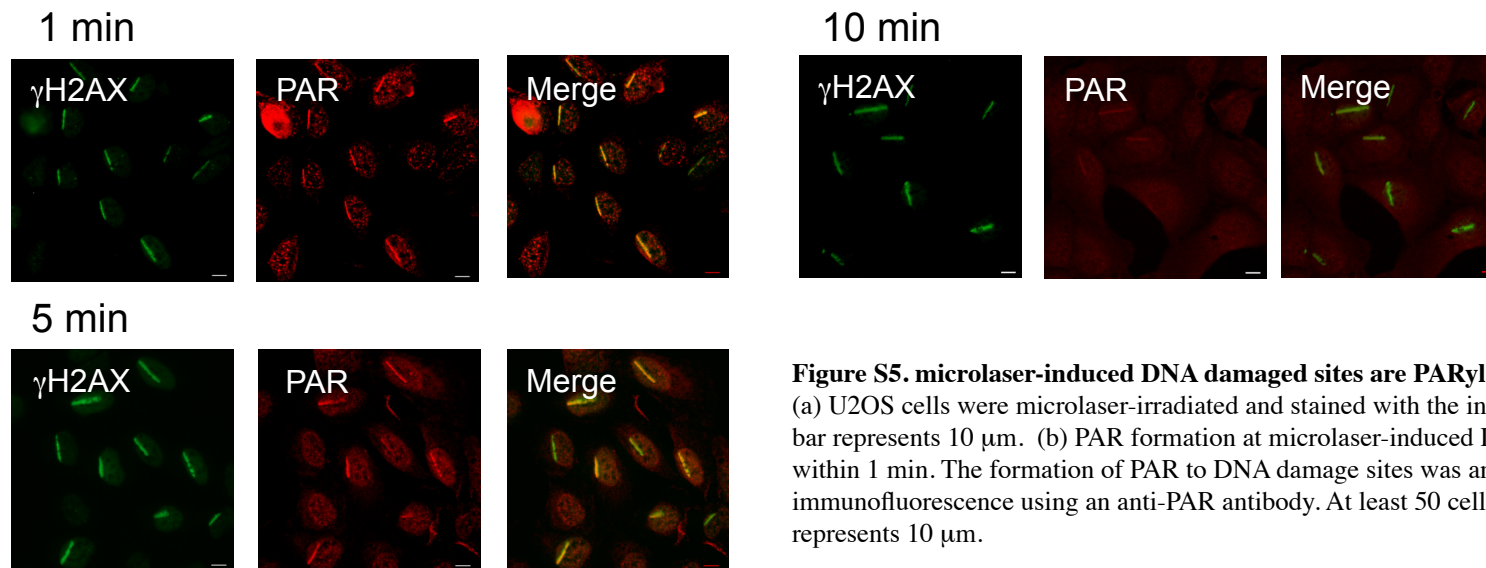 1 min
γH2AX
PAR
Merge
10 min
γH2AX
PAR
Merge
5 min
γH2AX
PAR
Merge
Figure S5. microlaser-induced DNA damaged sites are
(a) U2OS cells were microlaser-irradiated and stained with the
bar represents 10 μm. (b) PAR formation at microlaser-induced
within 1 min. The formation of PAR to DNA damage sites was
immunofluorescence using an anti-PAR antibody. At least 50
represents 10 μm.